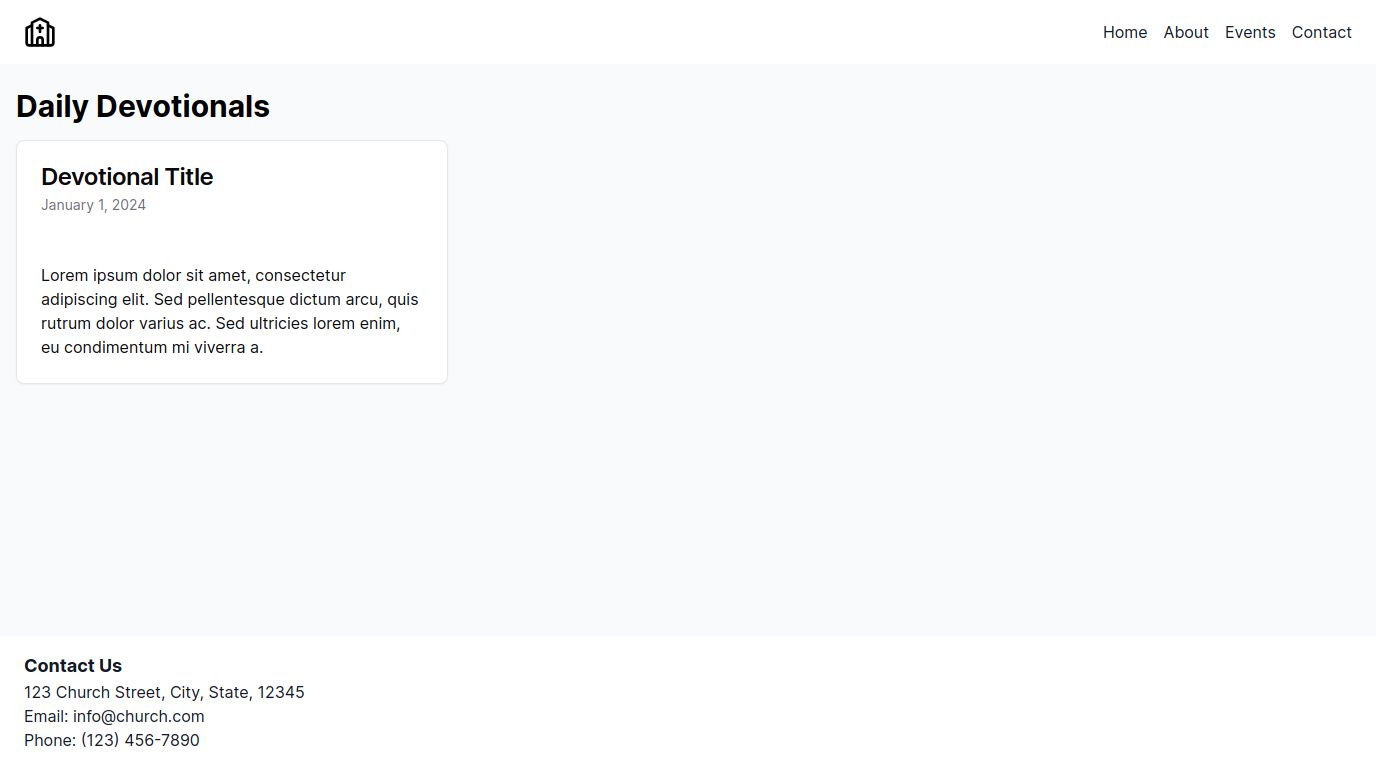 Home About Events Contact
Daily Devotionals
Devotional Title
January 1, 2024
Lorem ipsum dolor sit amet, consectetur
adipiscing elit. Sed pellentesque dictum arcu, quis
rutrum dolor varius ac. Sed ultricies lorem enim,
eu condimentum mi viverra a.
Contact Us
123 Church Street, City, State, 12345
Email: info@church.com
Phone: (123) 456-7890